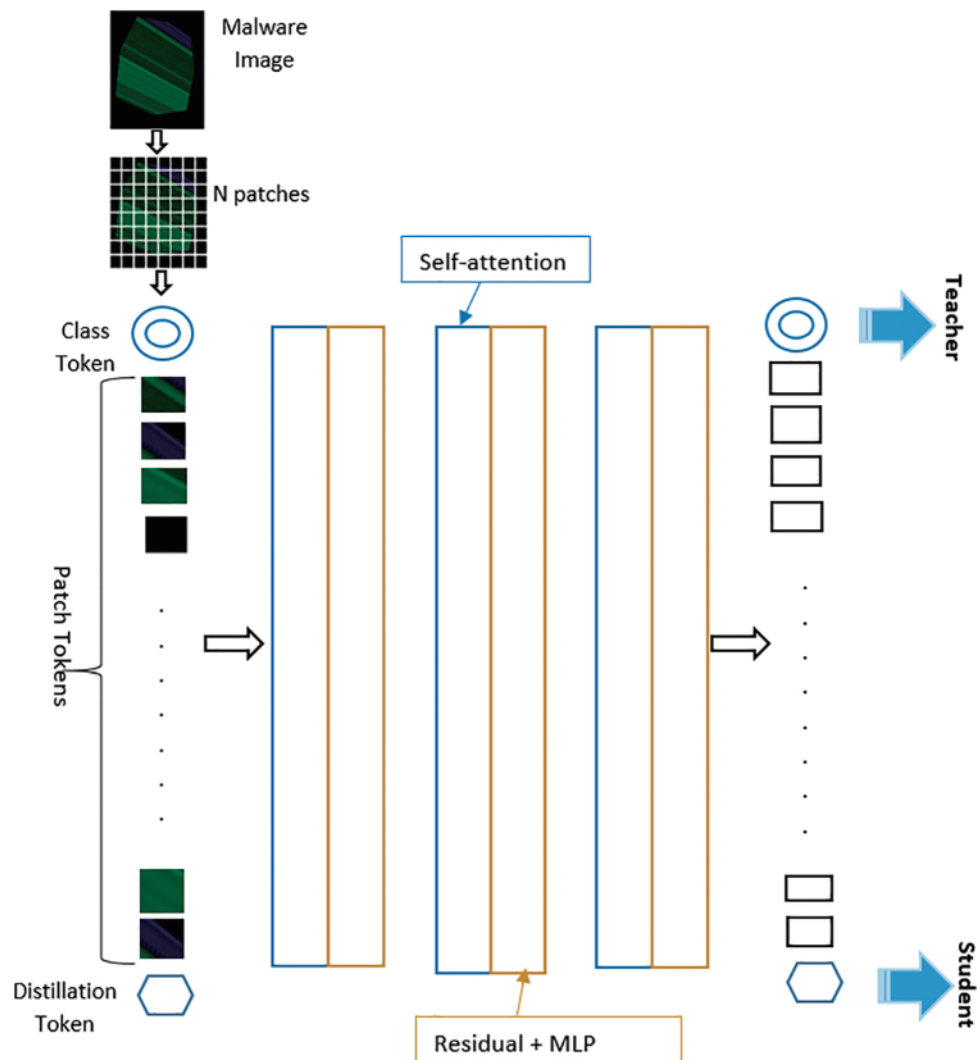 Malware
Image
N patches
Self-attention
Class
Token
Teacher
Patch Tokens
Distillation
Token
Student
Residual + MLP